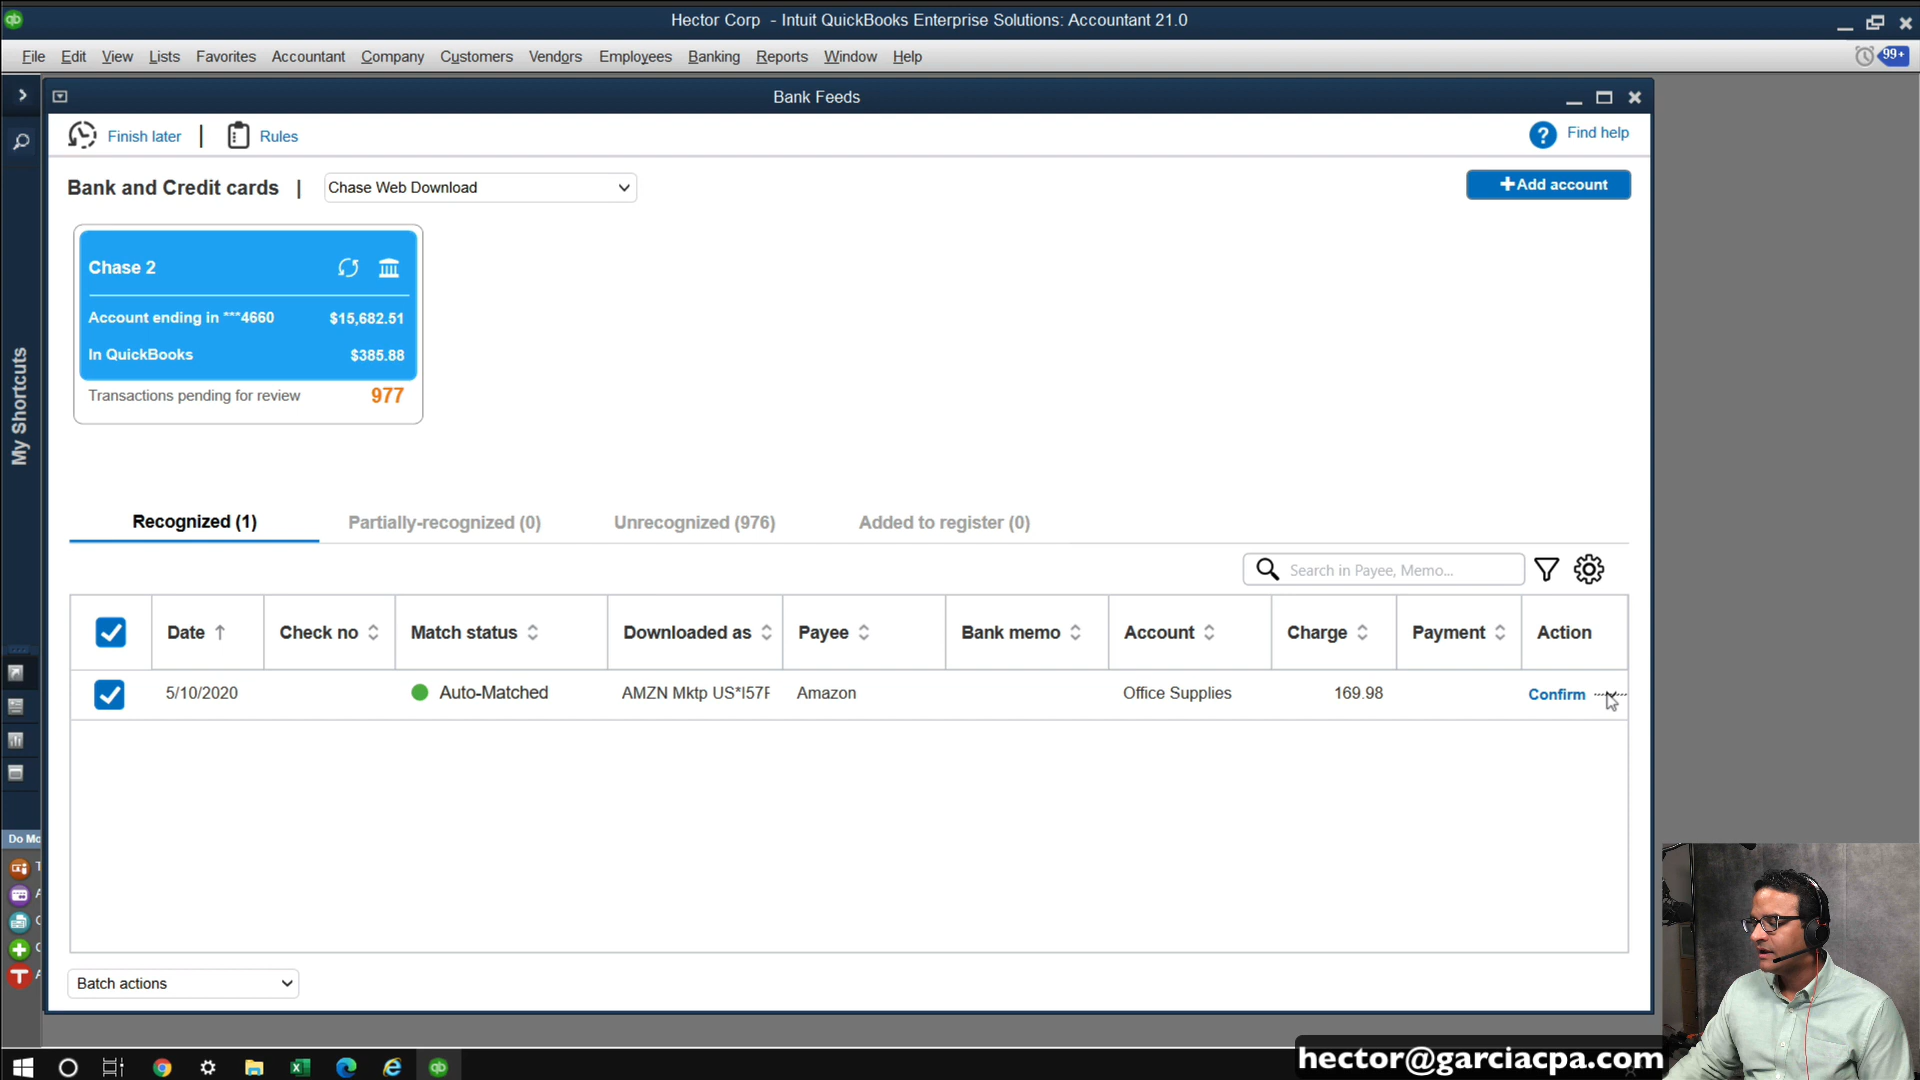 qb
Hector Corp - Intuit QuickBooks Enterprise Solutions: Accountant 21.0
File Edit View Lists Favorites Accountant Company Customers Vendors Employees Banking Reports Window Help
99+
Bank Feeds
Finish later | Rules
? Find help
Bank and Credit cards | Chase Web Download
+Add account
Chase 2
Account ending in ***4660 $15,682.51
In QuickBooks $385.88
Transactions pending for review 977
My Shortcuts
Recognized (1) Partially-recognized (0) Unrecognized (976) Added to register (0)
Search in Payee, Memo...
Date Check no Match status Downloaded as Payee Bank memo Account Charge Payment Action
5/10/2020 Auto-Matched AMZN Mktp US*I57F Amazon Office Supplies 169.98 Confirm
Do Mo
Batch actions
hector@garciacpa.com